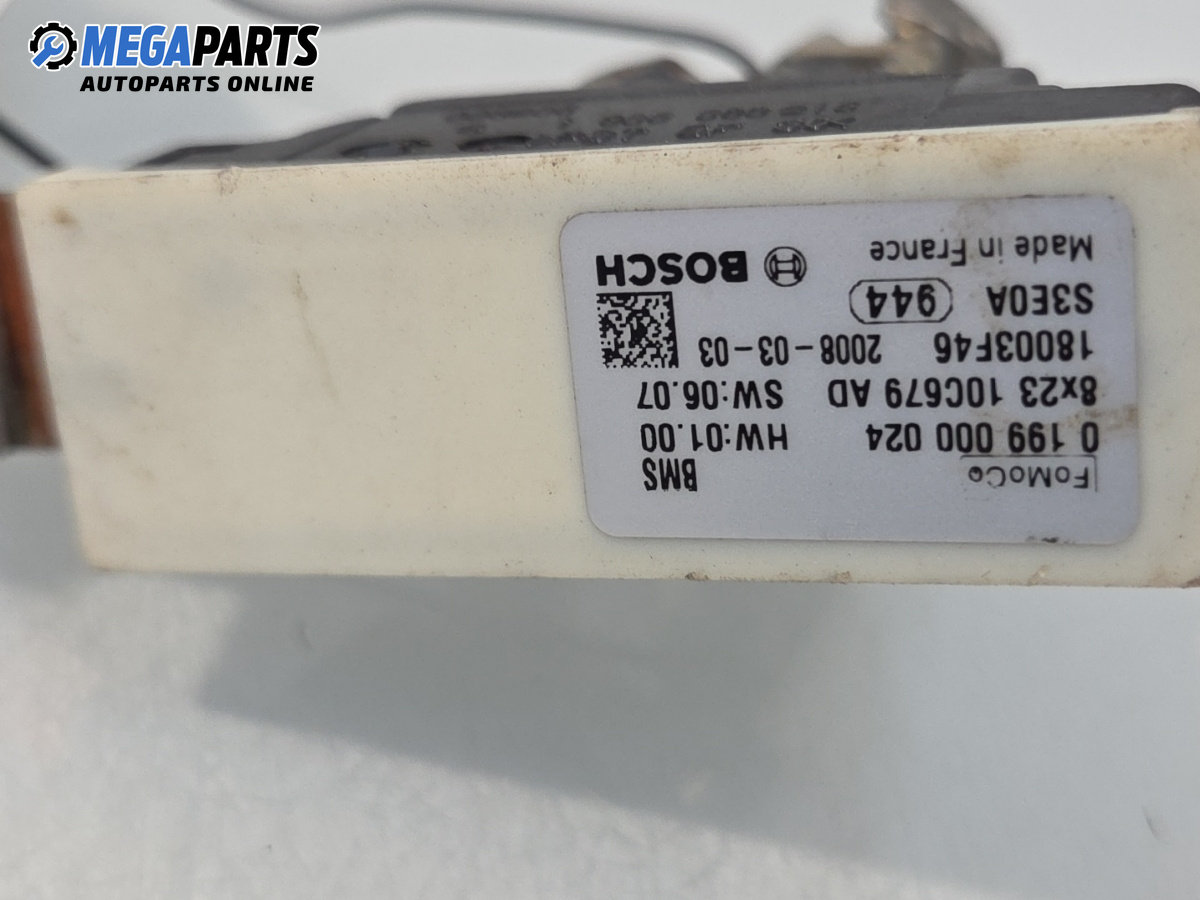 MEGAPARTS
AUTOPARTS ONLINE
FoMoCo BMS
0 199 000 024 HW:01.00
8x23 10C679 AD SW:06.07
18003F46 2008-03-03
S3E0A 944
Made in France BOSCH